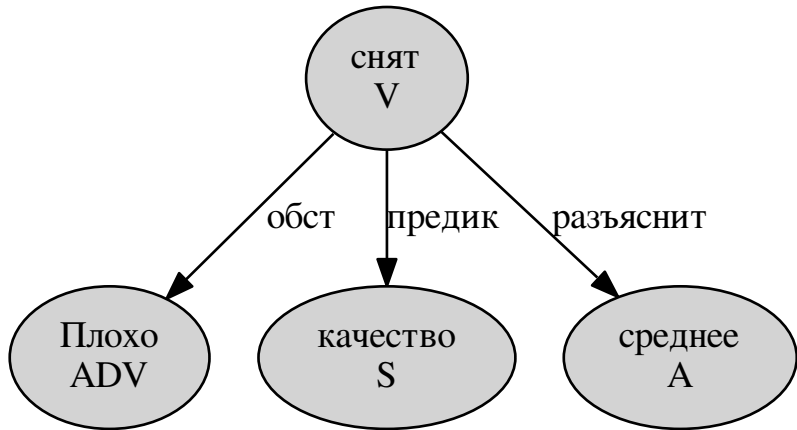 снят
V
обст
предик
разъяснит
Плохо
ADV
качество
S
среднее
A